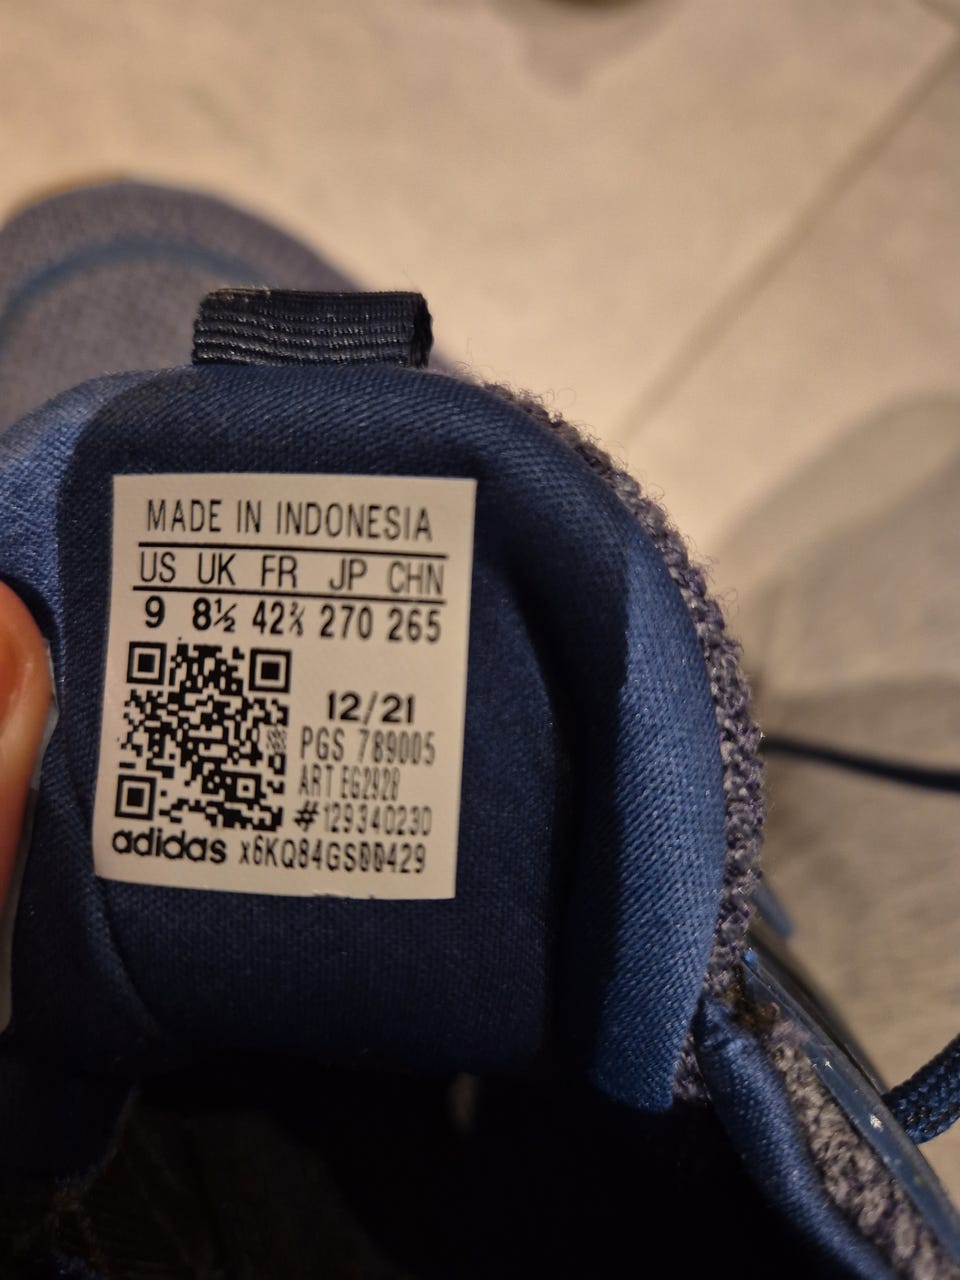 MADE IN INDONESIA
US UK FR JP CHN
9 8½ 42⅔ 270 265
12/21
PGS 789005
ART EG2928
#129340230
adidas x6KQ84GS00429